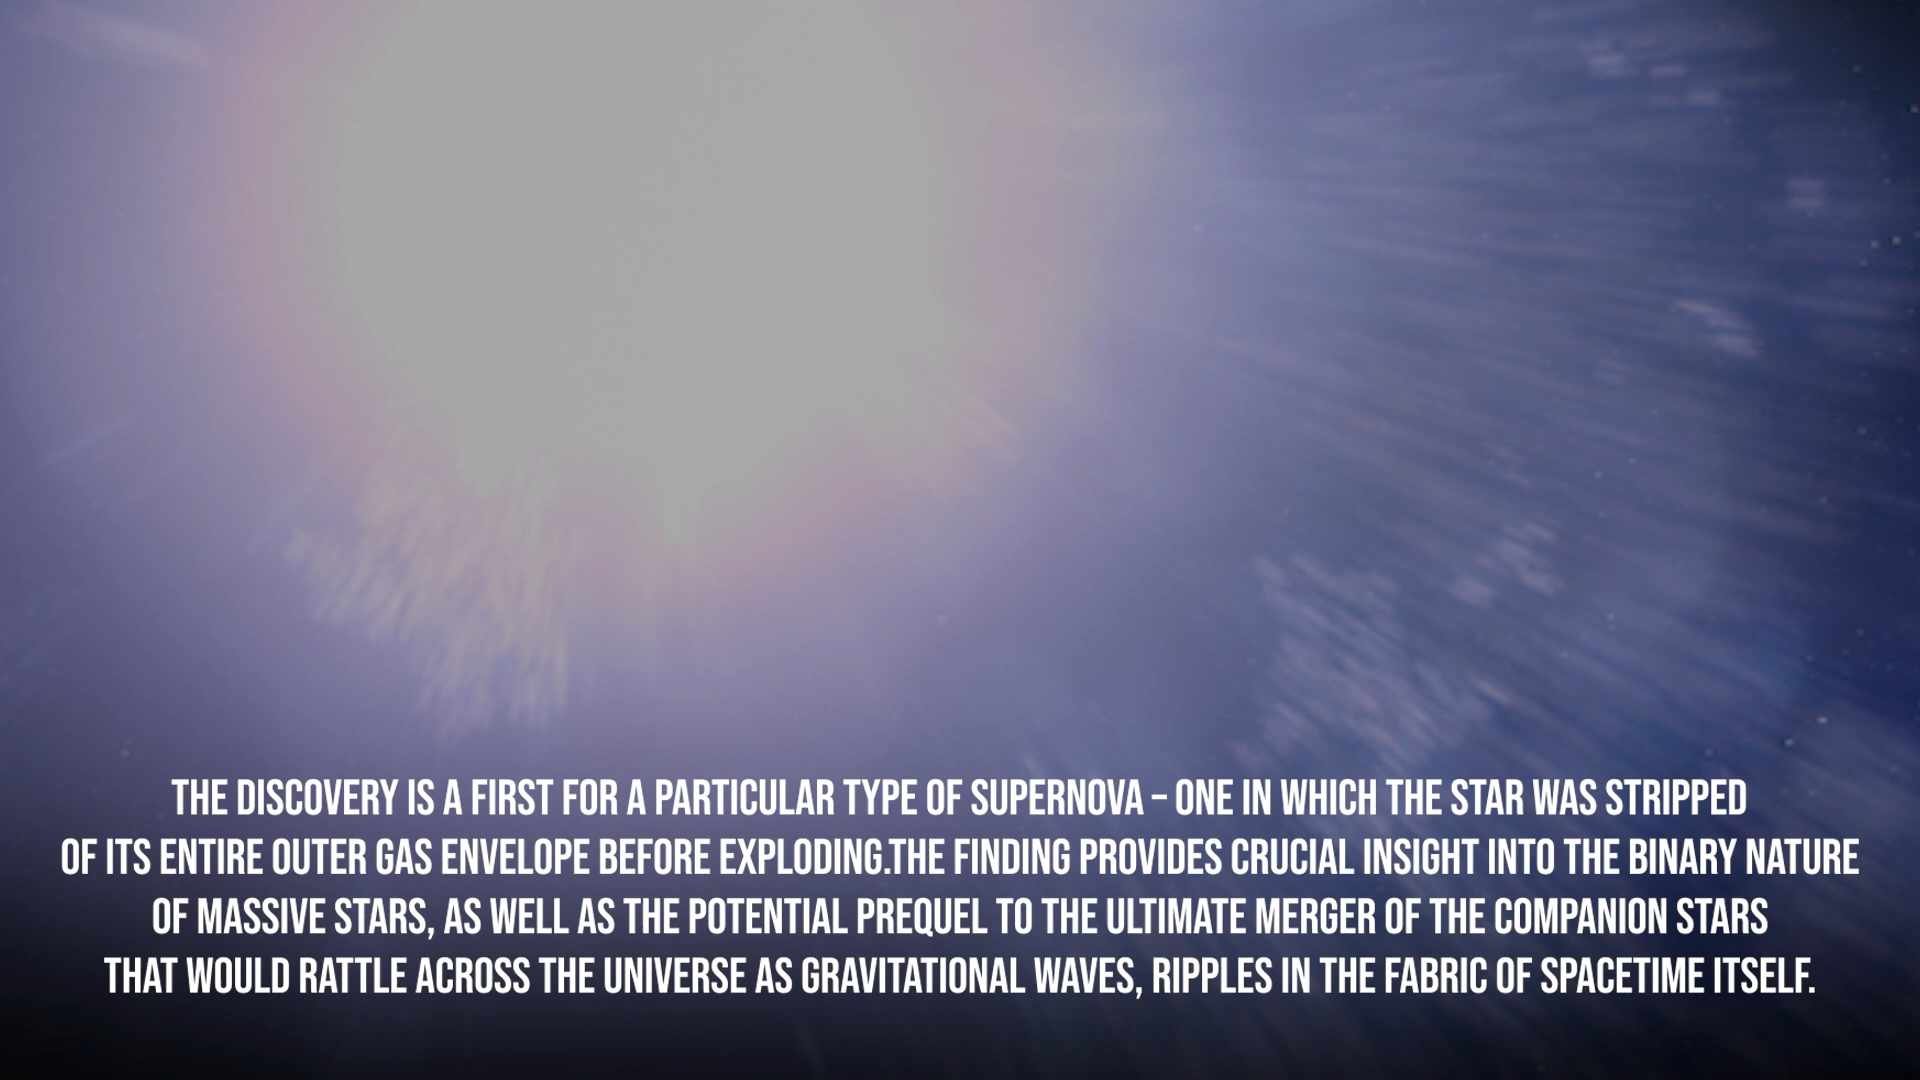 THE DISCOVERY IS A FIRST FOR A PARTICULAR TYPE OF SUPERNOVA – ONE IN WHICH THE STAR WAS STRIPPED
OF ITS ENTIRE OUTER GAS ENVELOPE BEFORE EXPLODING.THE FINDING PROVIDES CRUCIAL INSIGHT INTO THE BINARY NATURE
OF MASSIVE STARS, AS WELL AS THE POTENTIAL PREQUEL TO THE ULTIMATE MERGER OF THE COMPANION STARS
THAT WOULD RATTLE ACROSS THE UNIVERSE AS GRAVITATIONAL WAVES, RIPPLES IN THE FABRIC OF SPACETIME ITSELF.